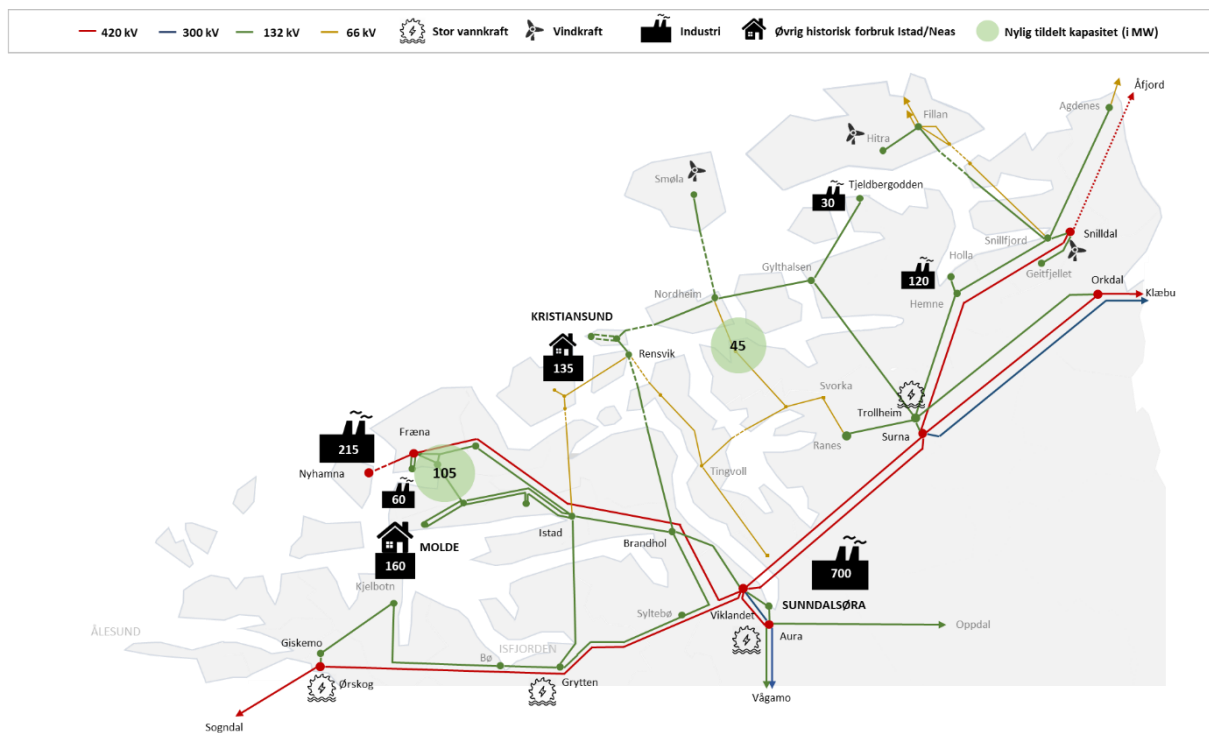 420 kV
300 kV
132 kV
66 kV
Stor vannkraft
Vindkraft
Industri
Øvrig historisk forbruk Istad/Neas
Nylig tildelt kapasitet (i MW)
Åfjord
Agdenes
Fillan
Hitra
Smøla
Tjeldbergodden
30
Snillfjord
Snilldal
Holla
Geitfjellet
120
Gylthalsen
Orkdal
Hemne
Klæbu
Nordheim
KRISTIANSUND
45
Rensvik
135
Svorka
Trollheim
Ranes
Surna
Fræna
215
Nyhamna
105
Tingvoll
60
Istad
Brandhol
MOLDE
160
700
Kjelbotn
Syltebø
Viklandet
SUNNDALSØRA
ÅLESUND
Giskemo
ISFJORDEN
Aura
Oppdal
Bø
Ørskog
Grytten
Vågamo
Sogndal